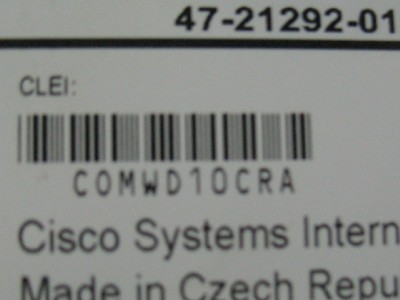 47-21292-01
CLEI:
COMWD10CRA
Cisco Systems Intern
Made in Czech Repu